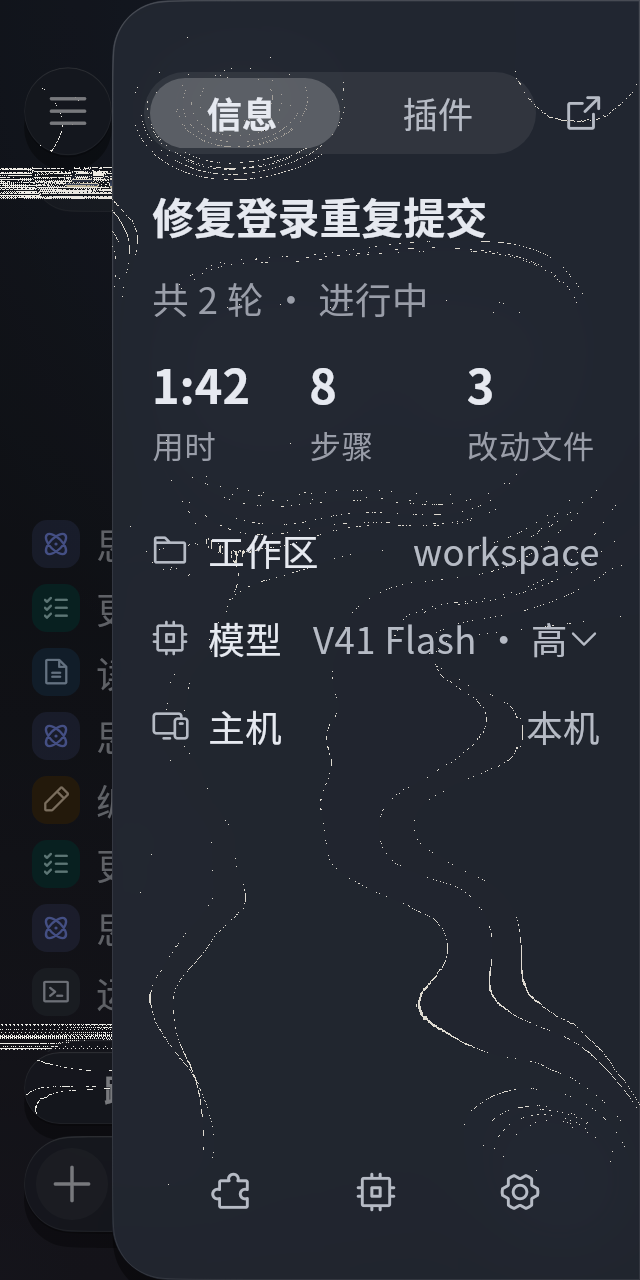 信息 插件
修复登录重复提交
共 2 轮 · 进行中
1:42 8 3
用时 步骤 改动文件
工作区 workspace
模型 V41 Flash · 高
主机 本机